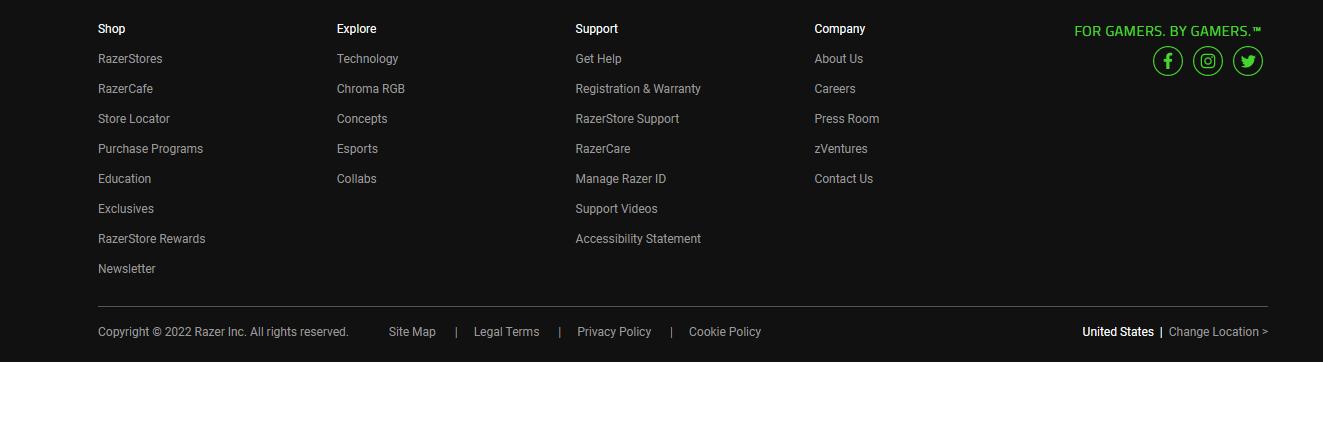 Shop
RazerStores
RazerCafe
Store Locator
Purchase Programs
Education
Exclusives
RazerStore Rewards
Newsletter
Explore
Technology
Chroma RGB
Concepts
Esports
Collabs
Support
Get Help
Registration & Warranty
RazerStore Support
RazerCare
Manage Razer ID
Support Videos
Accessibility Statement
Company
About Us
Careers
Press Room
zVentures
Contact Us
FOR GAMERS. BY GAMERS.™
Copyright © 2022 Razer Inc. All rights reserved. Site Map | Legal Terms | Privacy Policy | Cookie Policy
United States | Change Location >